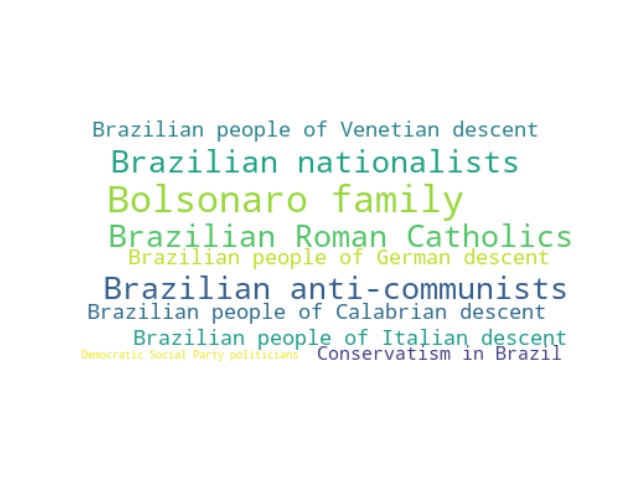 Brazilian people of Venetian descent
Brazilian nationalists
Bolsonaro family
Brazilian Roman Catholics
Brazilian people of German descent
Brazilian anti-communists
Brazilian people of Calabrian descent
Brazilian people of Italian descent
Democratic Social Party politicians Conservatism in Brazil